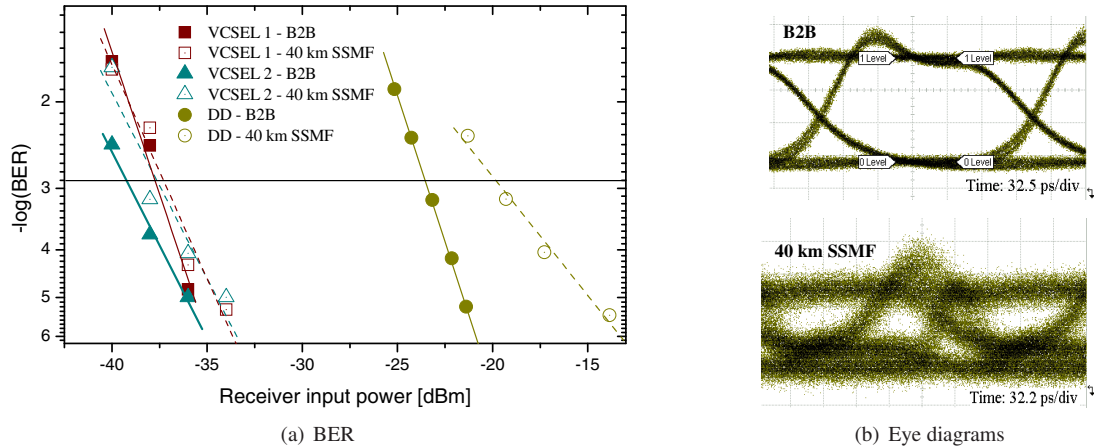 VCSEL 1 - B2B
VCSEL 1 - 40 km SSMF
VCSEL 2 - B2B
VCSEL 2 - 40 km SSMF
DD - B2B
DD - 40 km SSMF
-log(BER)
2
3
4
5
6
-40
-35
-30
-25
-20
-15
Receiver input power [dBm]
(a) BER
B2B
1 Level
1 Level
0 Level
0 Level
Time: 32.5 ps/div
40 km SSMF
Time: 32.2 ps/div
(b) Eye diagrams